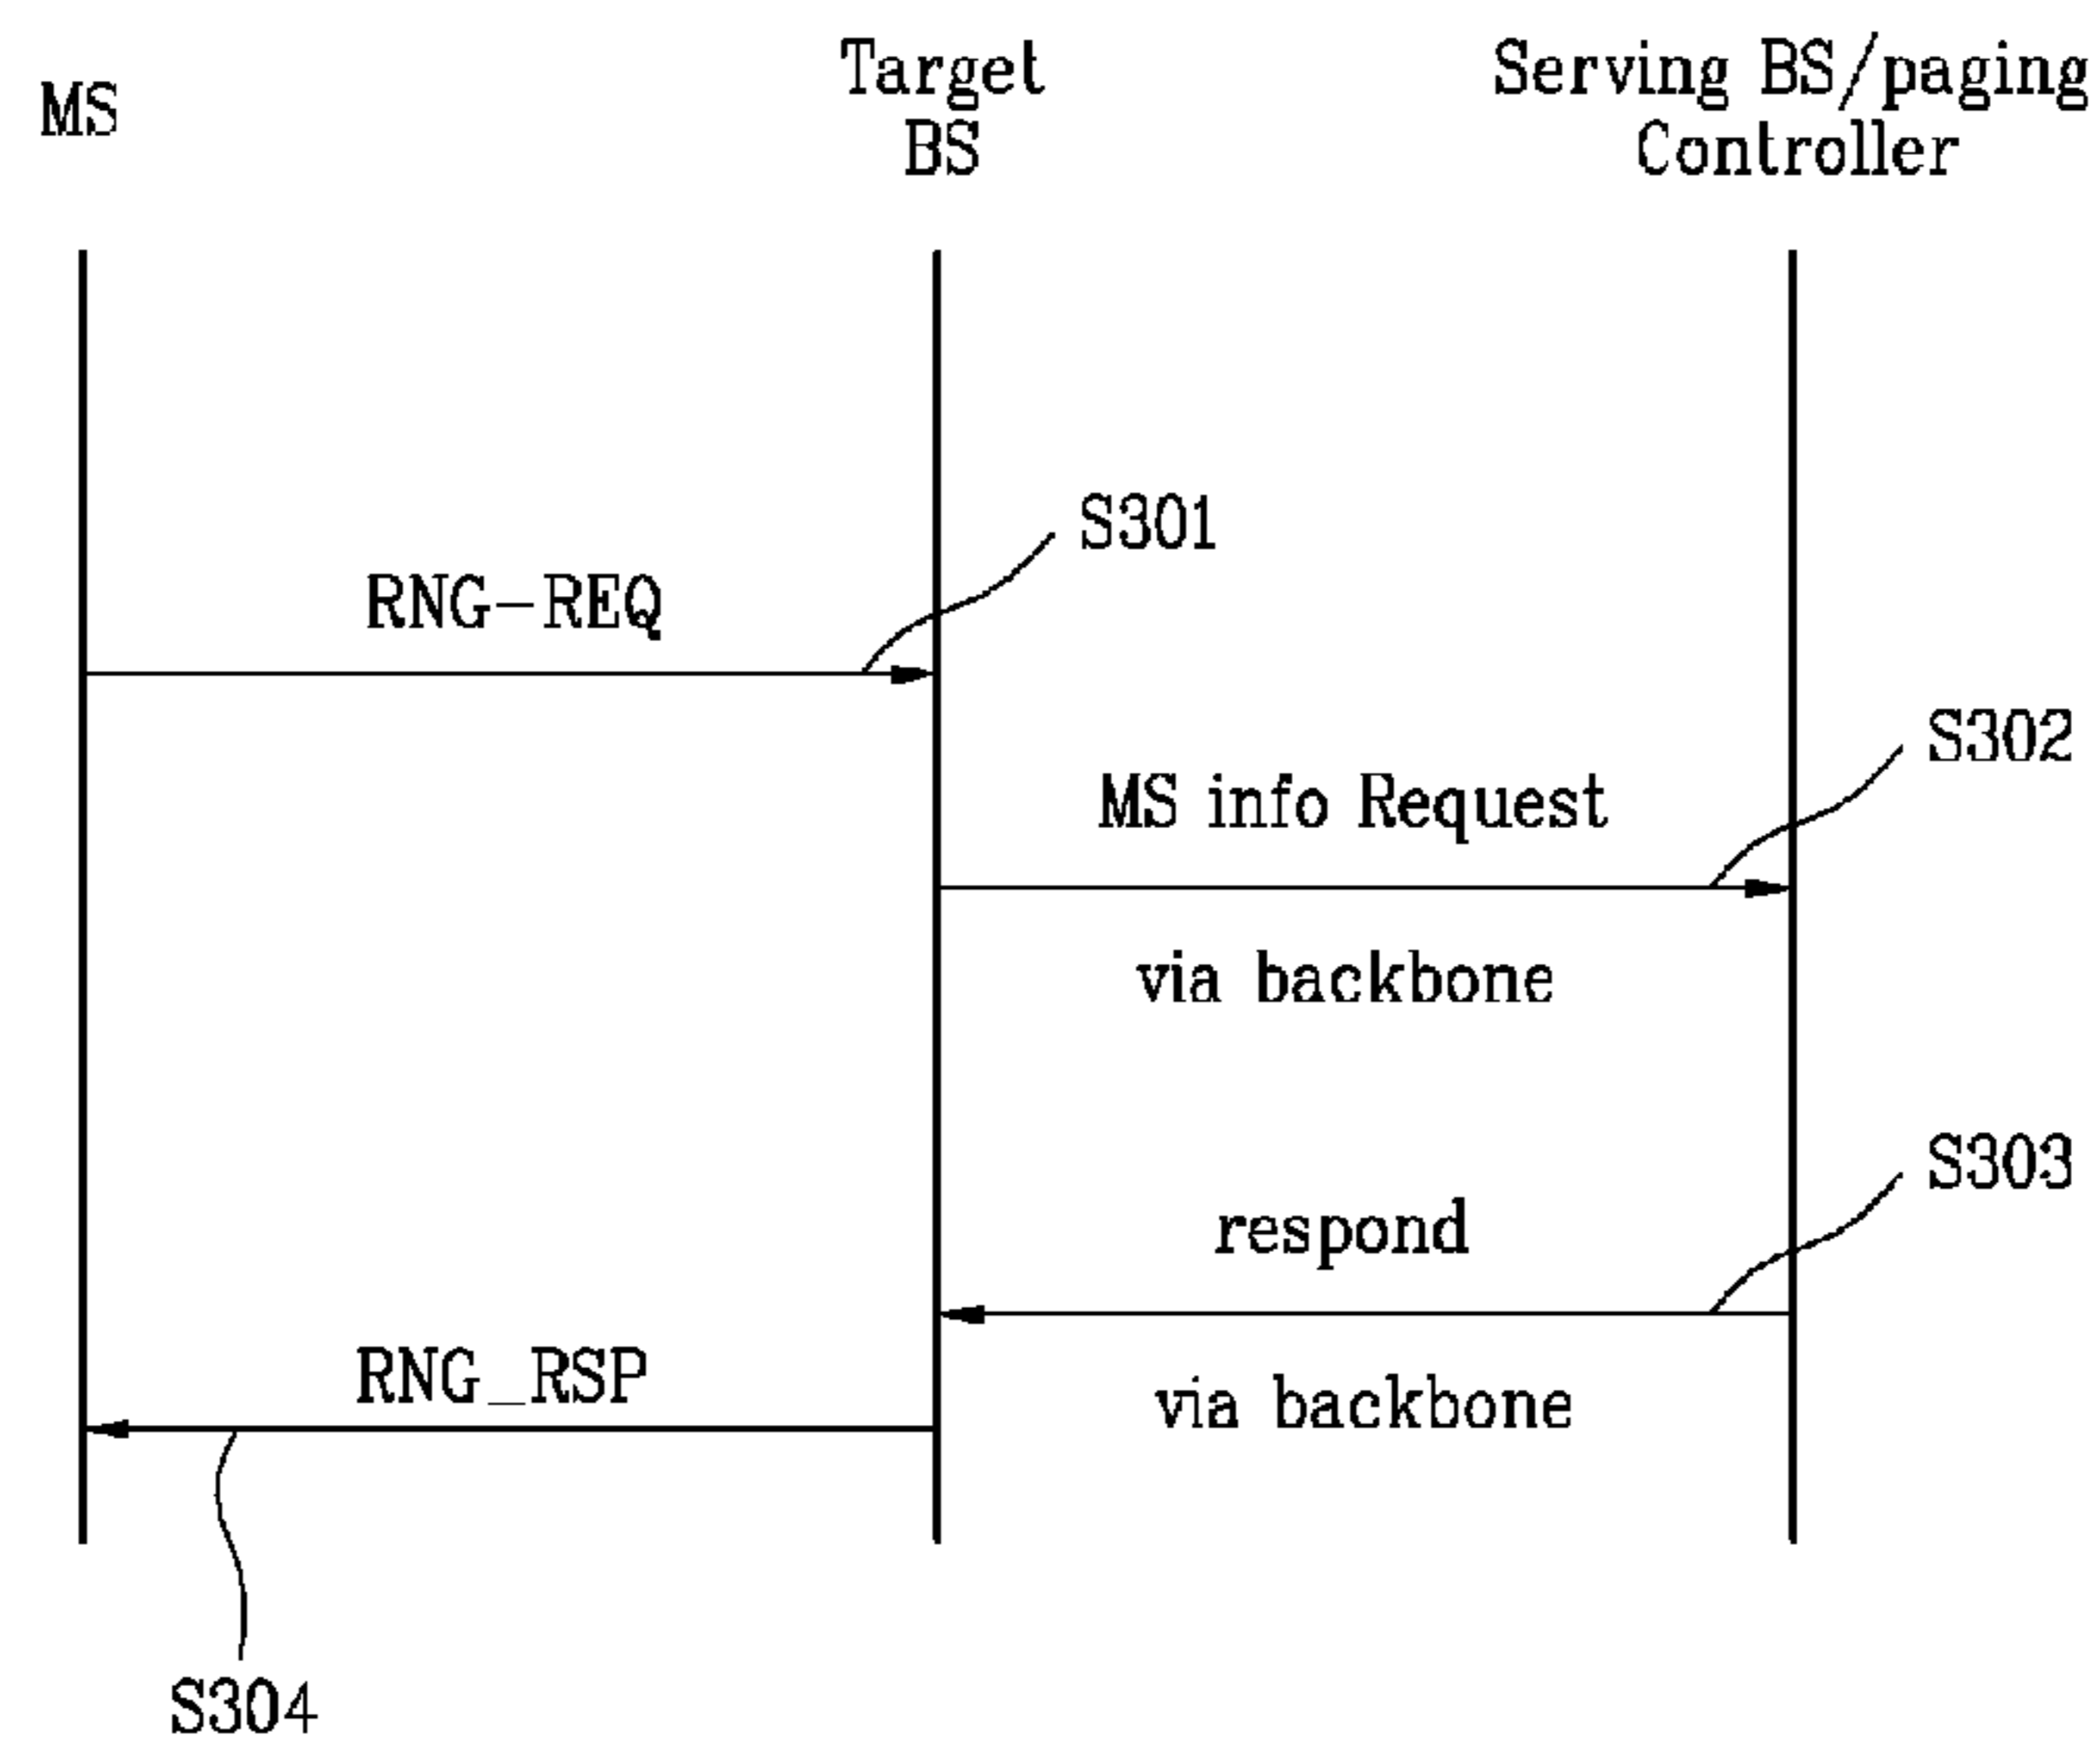 MS
Target
BS
Serving BS/paging
Controller
S301
RNG-REQ
S302
MS info Request
via backbone
S303
respond
RNG_RSP
via backbone
S304